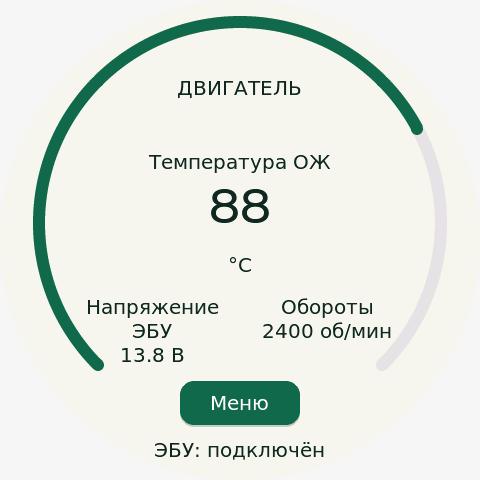 ДВИГАТЕЛЬ
Температура ОЖ
88
°C
Напряжение
ЭБУ
13.8 В
Обороты
2400 об/мин
Меню
ЭБУ: подключён